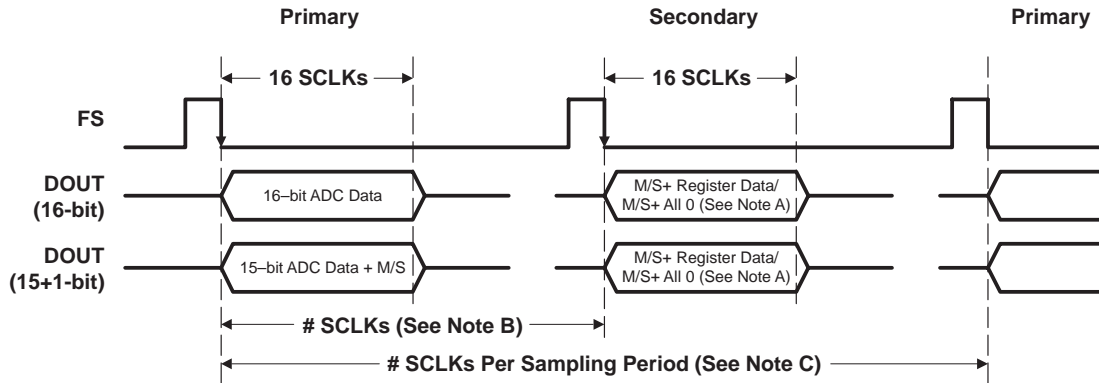 Primary
Secondary
Primary
16 SCLKs
16 SCLKs
FS
DOUT
(16-bit)
16–bit ADC Data
M/S+ Register Data/
M/S+ All 0 (See Note A)
DOUT
(15+1-bit)
15–bit ADC Data + M/S
M/S+ Register Data/
M/S+ All 0 (See Note A)
# SCLKs (See Note B)
# SCLKs Per Sampling Period (See Note C)